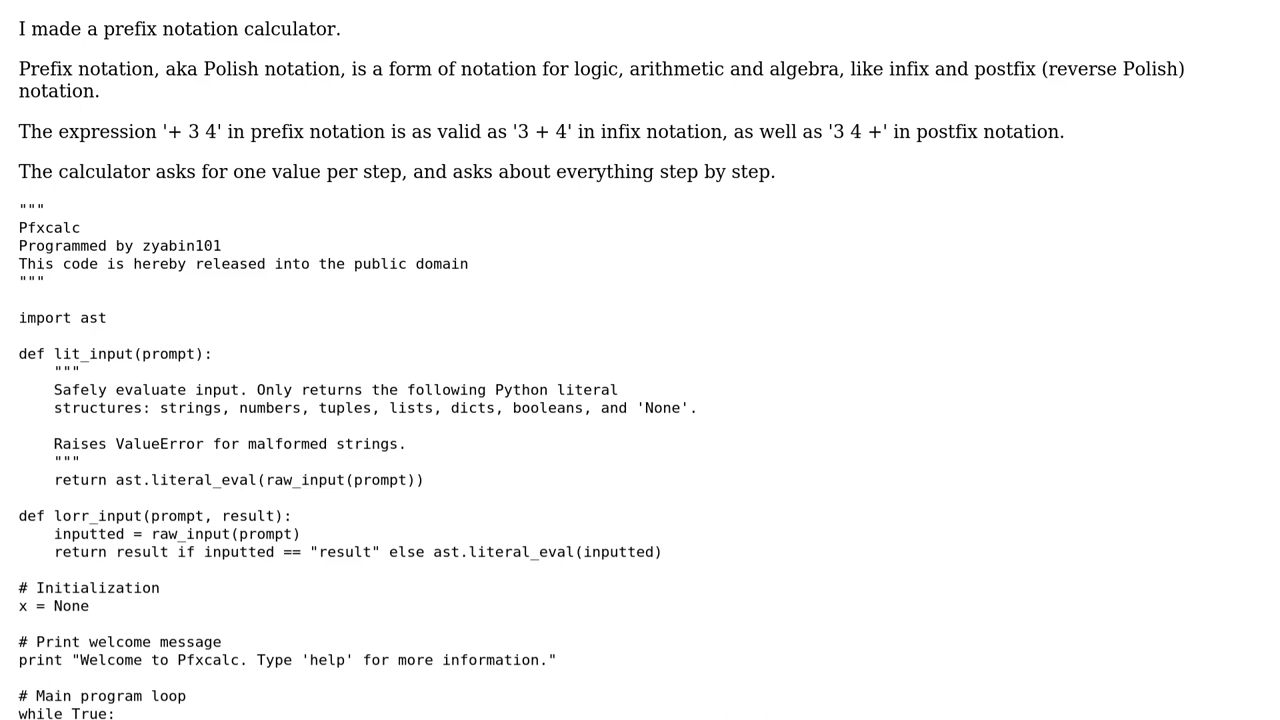 I made a prefix notation calculator.
Prefix notation, aka Polish notation, is a form of notation for logic, arithmetic and algebra, like infix and postfix (reverse Polish)
notation.
The expression '+ 3 4' in prefix notation is as valid as '3 + 4' in infix notation, as well as '3 4 +' in postfix notation.
The calculator asks for one value per step, and asks about everything step by step.
"""
Pfxcalc
Programmed by zyabin101
This code is hereby released into the public domain
"""
import ast
def lit_input(prompt):
    """
    Safely evaluate input. Only returns the following Python literal
    structures: strings, numbers, tuples, lists, dicts, booleans, and 'None'.
    Raises ValueError for malformed strings.
    """
    return ast.literal_eval(raw_input(prompt))
def lorr_input(prompt, result):
    inputted = raw_input(prompt)
    return result if inputted == "result" else ast.literal_eval(inputted)
# Initialization
x = None
# Print welcome message
print "Welcome to Pfxcalc. Type 'help' for more information."
# Main program loop
while True: